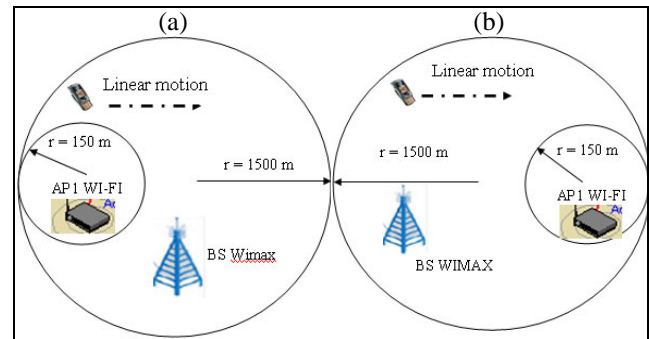 (a)
(b)
Linear motion
Linear motion
r = 150 m
r = 150 m
r = 1500 m
r = 1500 m
AP1 WI-FI
AP1 WI-FI
BS Wimax
BS WIMAX